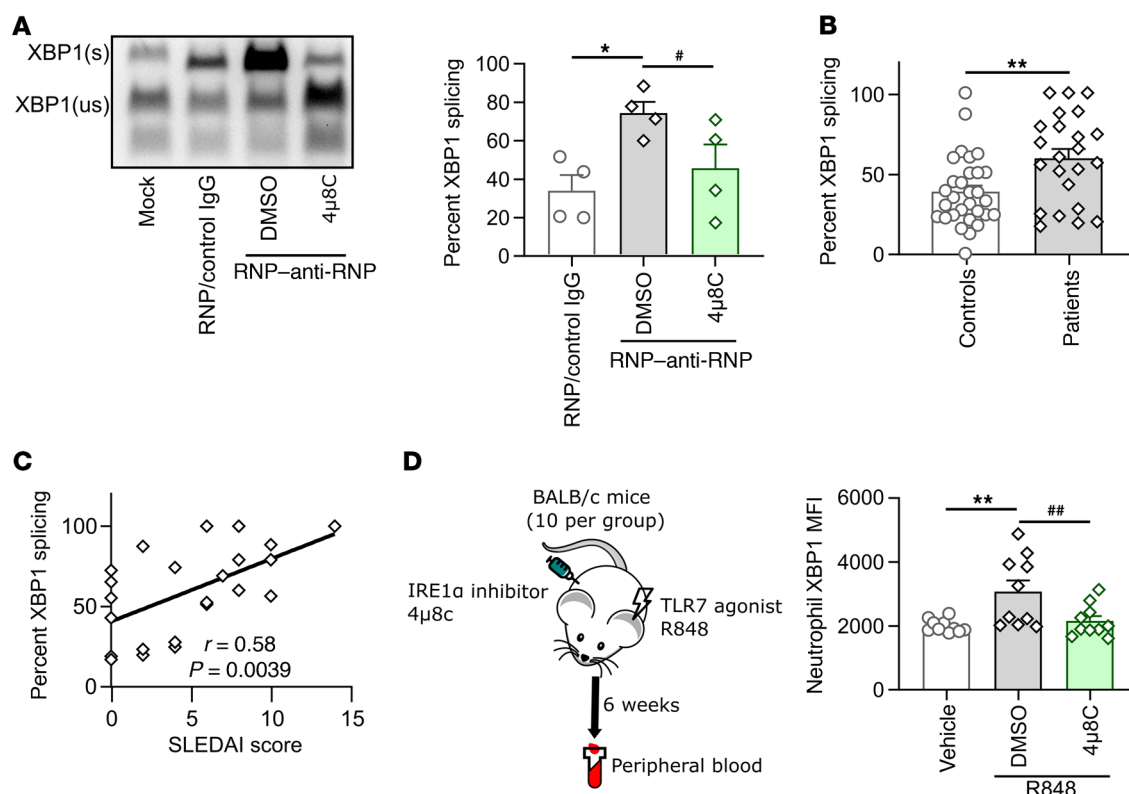 A
XBP1(s)
XBP1(us)
Mock
RNP/control IgG
DMSO
4µ8C
RNP–anti-RNP
Percent XBP1 splicing
100
80
60
40
20
0
*
#
RNP/control IgG
DMSO
4µ8C
RNP–anti-RNP
B
Percent XBP1 splicing
100
50
0
**
Controls
Patients
C
Percent XBP1 splicing
100
50
0
r = 0.58
P = 0.0039
0 5 10 15
SLEDAI score
D
BALB/c mice
(10 per group)
IRE1α inhibitor
4µ8c
TLR7 agonist
R848
6 weeks
Peripheral blood
Neutrophil XBP1 MFI
6000
4000
2000
0
**
##
Vehicle
DMSO
4µ8C
R848